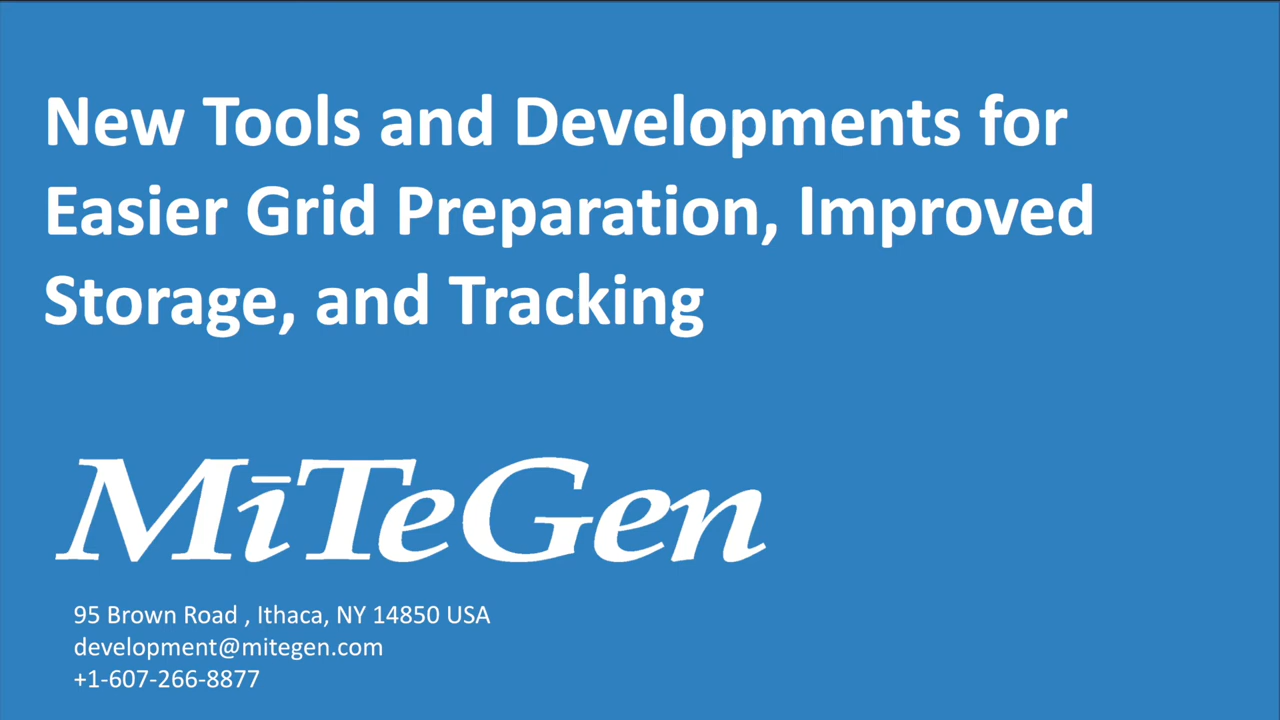 New Tools and Developments for
Easier Grid Preparation, Improved
Storage, and Tracking
MīTeGen
95 Brown Road , Ithaca, NY 14850 USA
development@mitegen.com
+1-607-266-8877